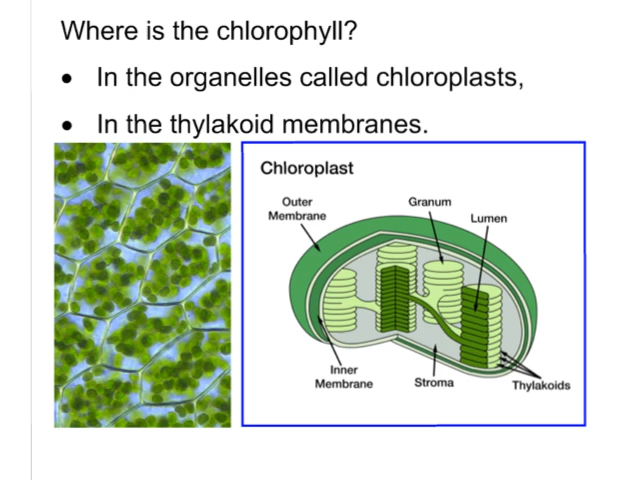 Where is the chlorophyll?
• In the organelles called chloroplasts,
• In the thylakoid membranes.
Chloroplast
Outer
Membrane
Granum
Lumen
Inner
Membrane
Stroma
Thylakoids